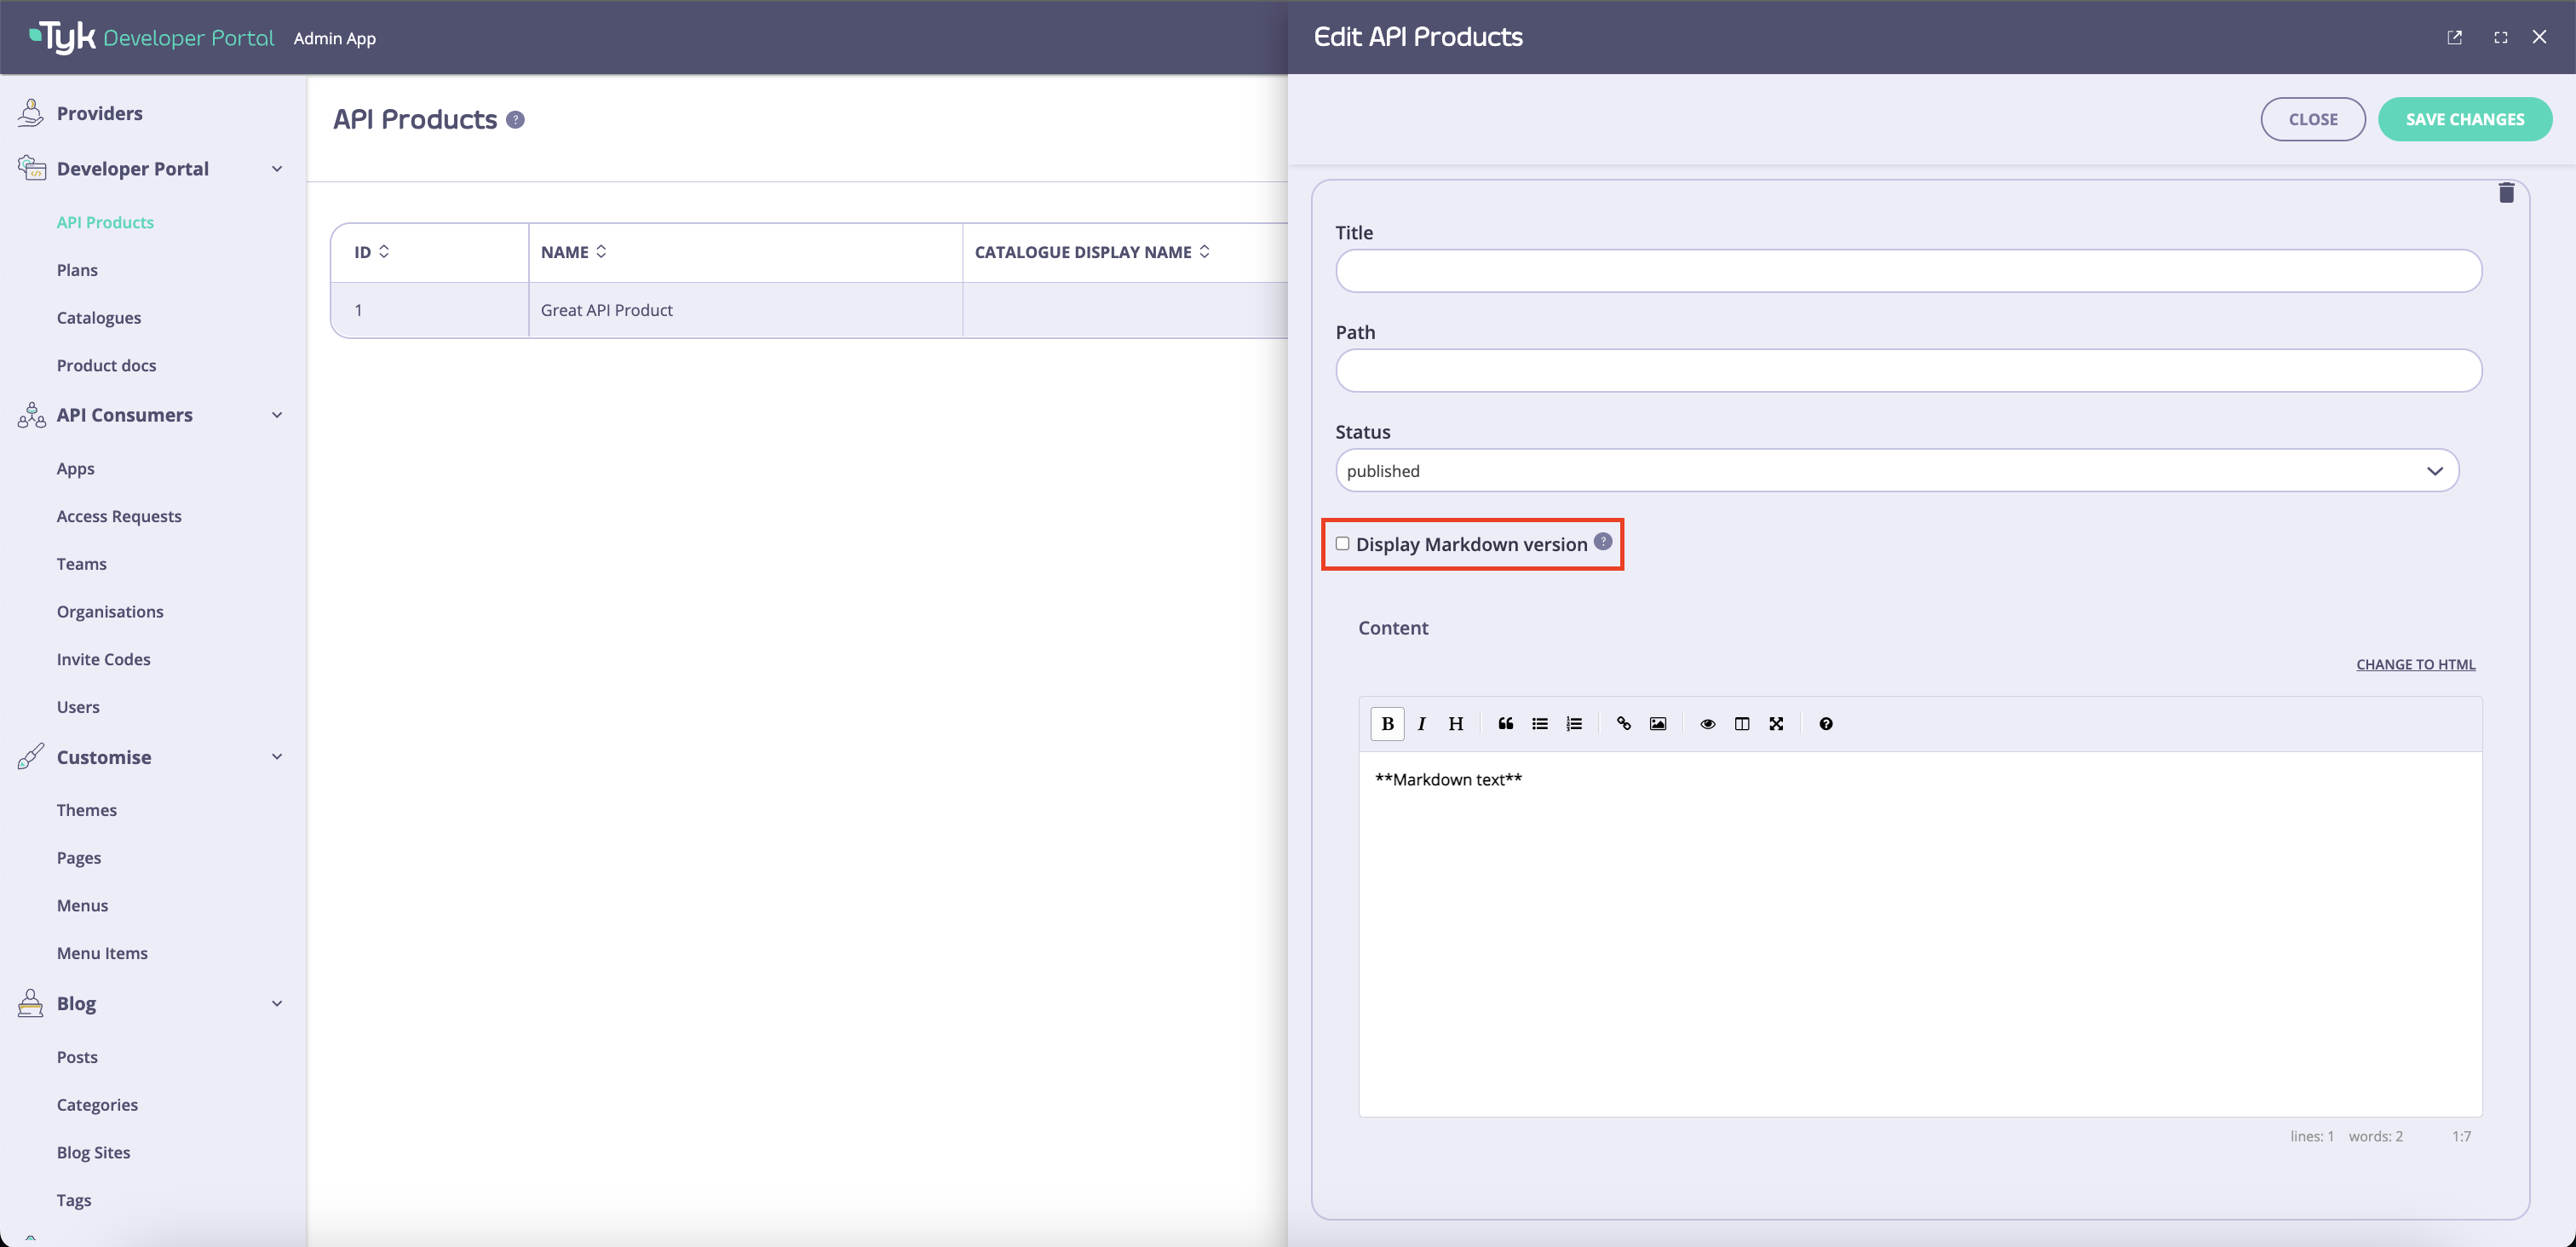 Tyk Developer Portal Admin App
Edit API Products
Providers
Developer Portal
API Products
Plans
Catalogues
Product docs
API Consumers
Apps
Access Requests
Teams
Organisations
Invite Codes
Users
Customise
Themes
Pages
Menus
Menu Items
Blog
Posts
Categories
Blog Sites
Tags
API Products ?
ID NAME CATALOGUE DISPLAY NAME
1 Great API Product
CLOSE SAVE CHANGES
Title
Path
Status
published
Display Markdown version ?
Content
CHANGE TO HTML
B I H
**Markdown text**
lines: 1 words: 2 1:7